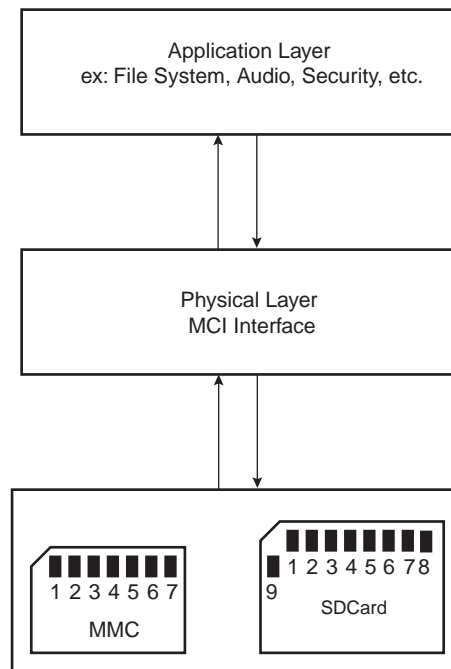 Application Layer
ex: File System, Audio, Security, etc.
Physical Layer
MCI Interface
1 2 3 4 5 6 7
MMC
1 2 3 4 5 6 7 8
9
SDCard